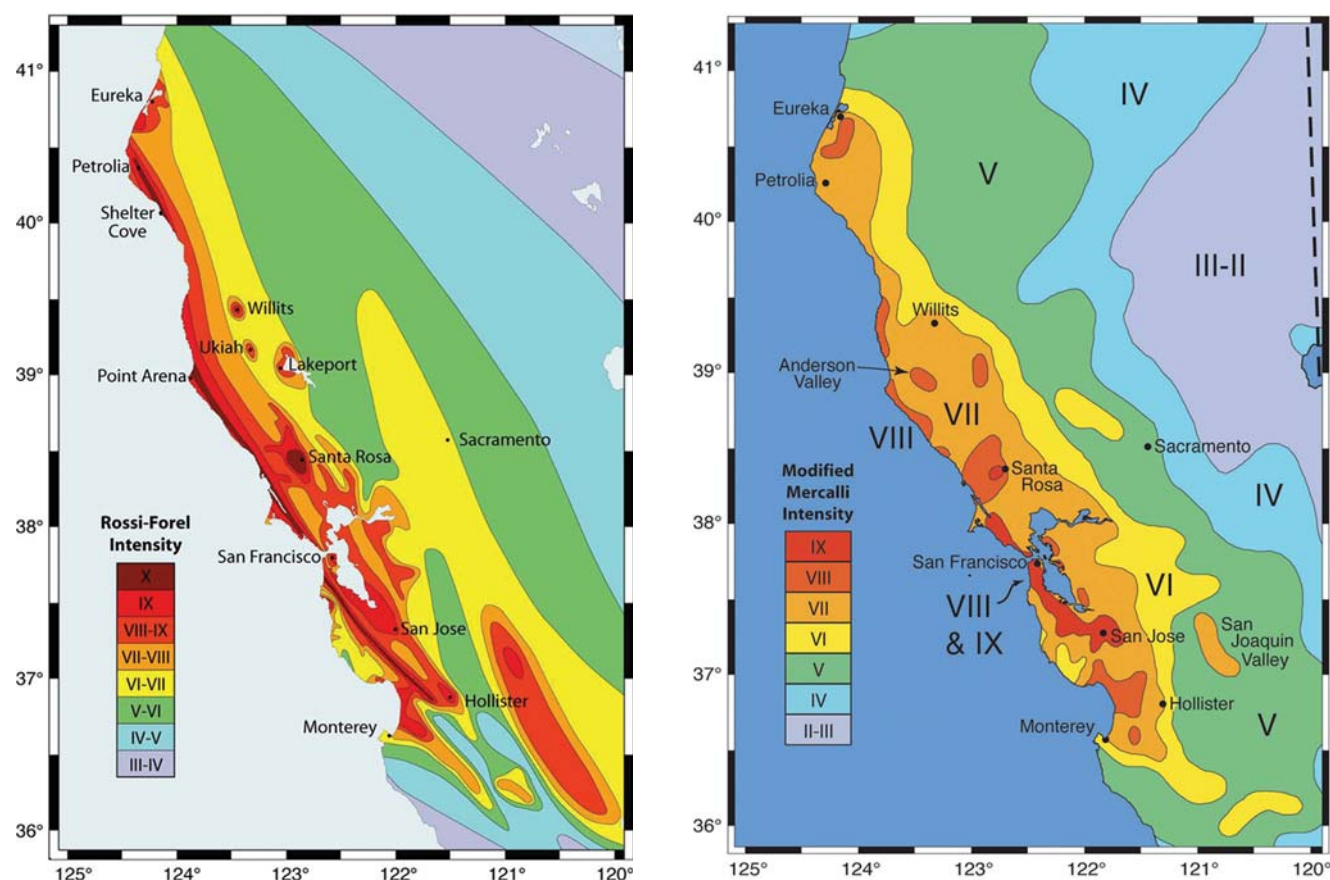 41°
40°
39°
38°
37°
36°
125°
124°
123°
122°
121°
120°
Eureka
Petrolia
Shelter
Cove
Willits
Ukiah
Lakeport
Point Arena
Sacramento
Santa Rosa
San Francisco
San Jose
Hollister
Monterey
Rossi-Forel
Intensity
X
IX
VIII-IX
VII-VIII
VI-VII
V-VI
IV-V
III-IV
41°
40°
39°
38°
37°
36°
125°
124°
123°
122°
121°
120°
IV
Eureka
V
Petrolia
III-II
Willits
Anderson
Valley
VII
VIII
Sacramento
Santa
Rosa
IV
San Francisco
VI
VIII
& IX
San Jose
San
Joaquin
Valley
Hollister
Monterey
V
Modified
Mercalli
Intensity
IX
VIII
VII
VI
V
IV
II-III